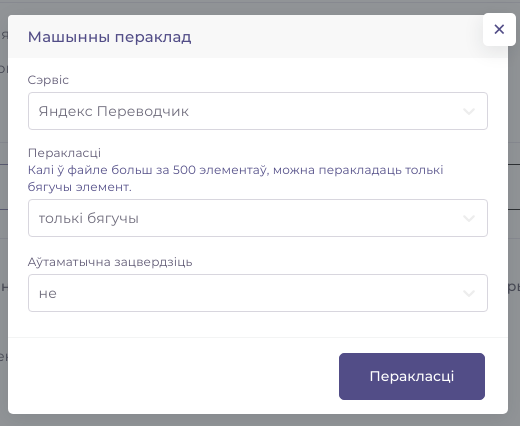 Машынны пераклад
Сэрвіс
Яндекс Переводчик
Перакласці
Калі ў файле больш за 500 элементаў, можна перакладаць толькі
бягучы элемент.
толькі бягучы
Аўтаматычна зацвердзіць
не
Перакласці